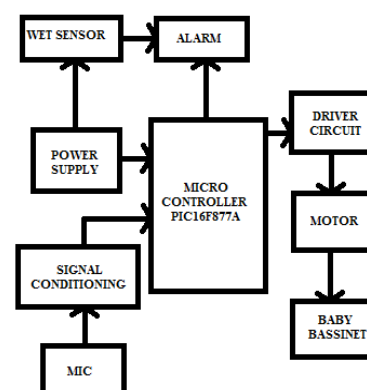 WET SENSOR
ALARM
DRIVER
CIRCUIT
POWER
SUPPLY
MICRO
CONTROLLER
PIC16F877A
MOTOR
SIGNAL
CONDITIONING
BABY
BASSINET
MIC